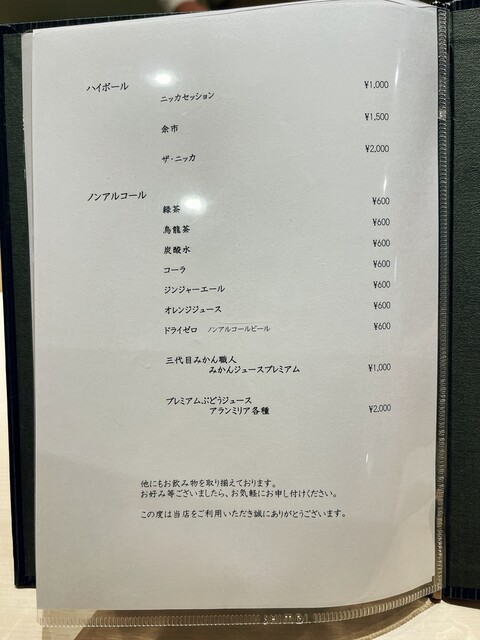 ハイボール
ニッカセッション ¥1,000
余市 ¥1,500
ザ・ニッカ ¥2,000
ノンアルコール
緑茶 ¥600
烏龍茶 ¥600
炭酸水 ¥600
コーラ ¥600
ジンジャーエール ¥600
オレンジジュース ¥600
ドライゼロ ノンアルコールビール ¥600
三代目みかん職人
みかんジュースプレミアム ¥1,000
プレミアムぶどうジュース
アランミリア各種 ¥2,000
他にもお飲み物を取り揃えております。
お好み等ございましたら、お気軽にお申し付けください。
この度は当店をご利用いただき誠にありがとうございます。